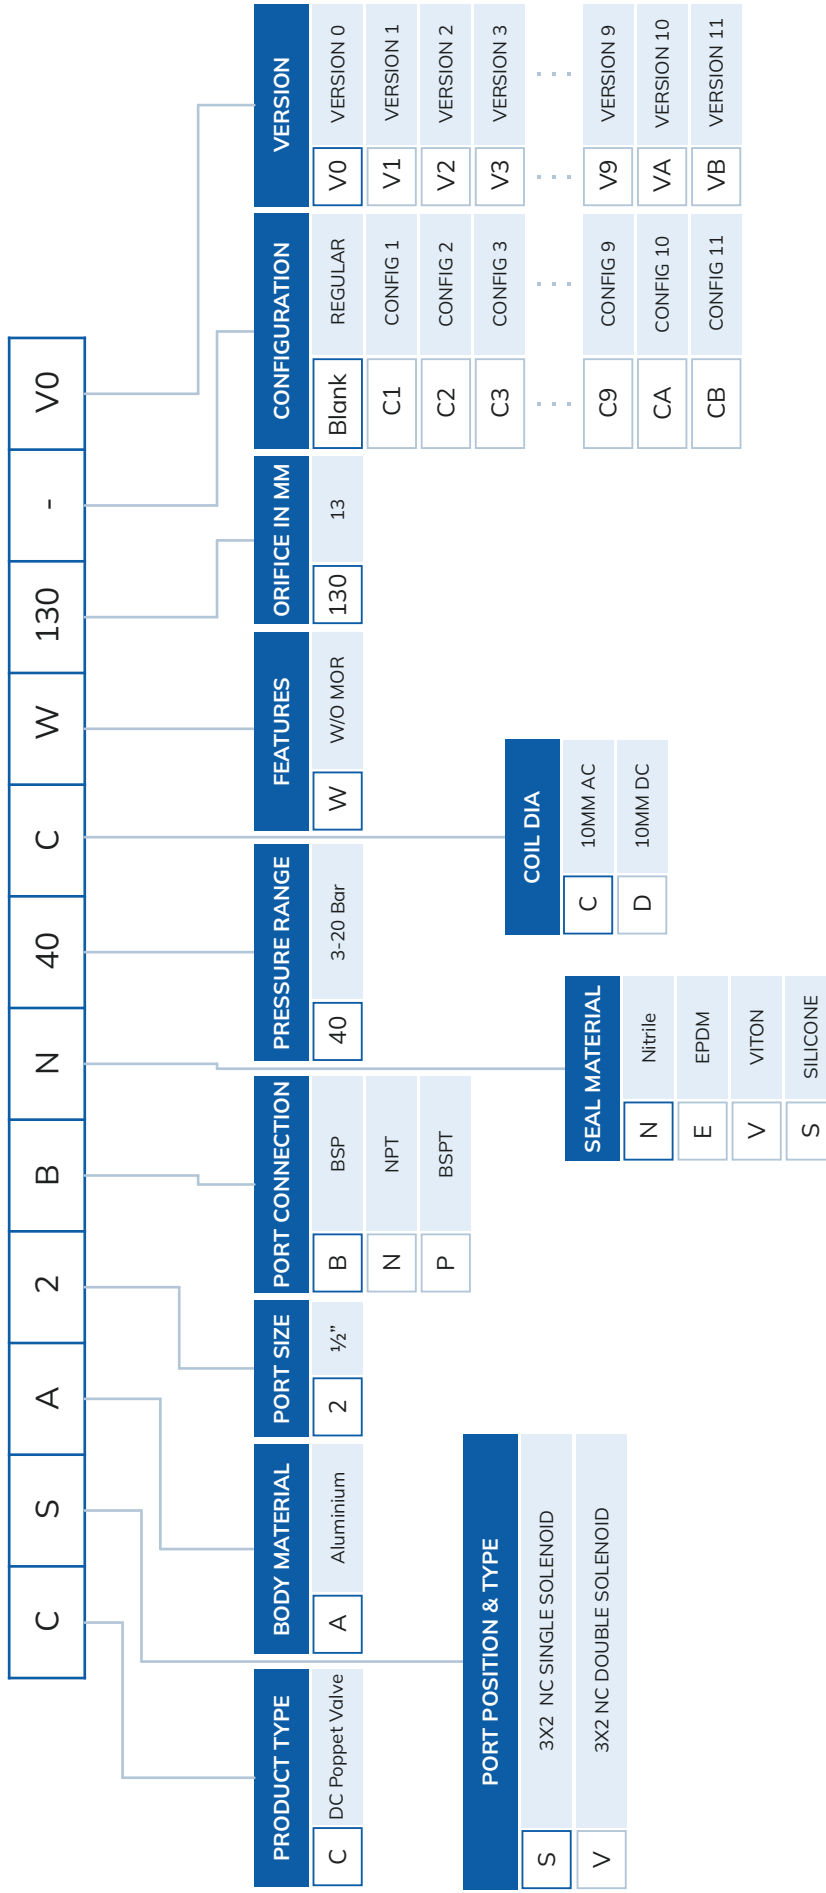 C S A 2 B N 40 C W 130 - V0
PRODUCT TYPE
C DC Poppet Valve
BODY MATERIAL
A Aluminium
PORT SIZE
2 ½"
PORT CONNECTION
B BSP
N NPT
P BSPT
PRESSURE RANGE
40 3-20 Bar
FEATURES
W W/O MOR
ORIFICE IN MM
130 13
CONFIGURATION
Blank REGULAR
C1 CONFIG 1
C2 CONFIG 2
C3 CONFIG 3
... ...
C9 CONFIG 9
CA CONFIG 10
CB CONFIG 11
VERSION
V0 VERSION 0
V1 VERSION 1
V2 VERSION 2
V3 VERSION 3
... ...
V9 VERSION 9
VA VERSION 10
VB VERSION 11
PORT POSITION & TYPE
S 3X2 NC SINGLE SOLENOID
V 3X2 NC DOUBLE SOLENOID
SEAL MATERIAL
N Nitrile
E EPDM
V VITON
S SILICONE
COIL DIA
C 10MM AC
D 10MM DC